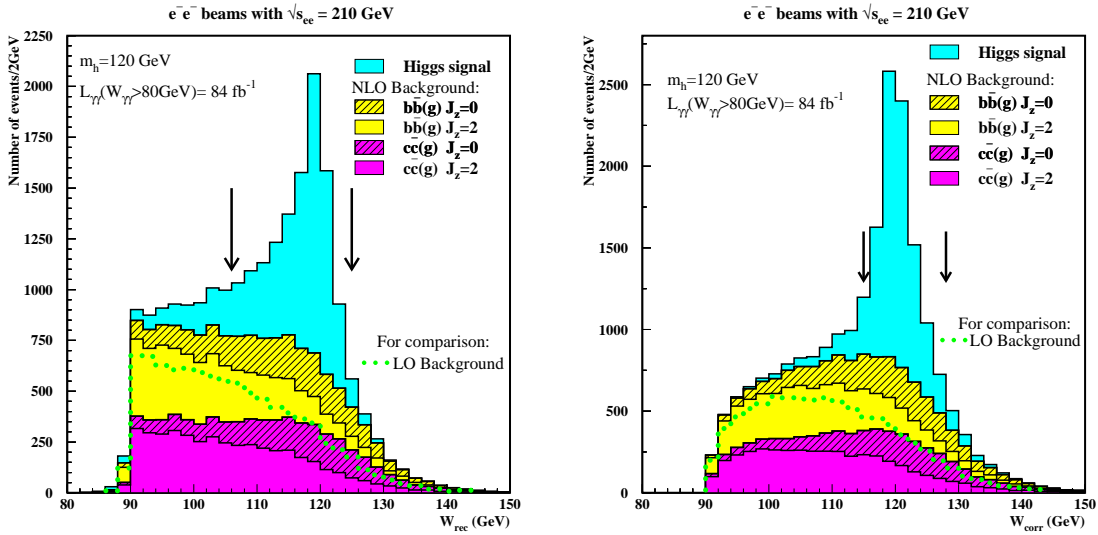 e⁻e⁻ beams with √s_ee = 210 GeV
Number of events/2GeV
2250
2000
1750
1500
1250
1000
750
500
250
0
m_h=120 GeV
L_γγ(W_γγ>80GeV)= 84 fb⁻¹
Higgs signal
NLO Background:
bb̄(g) J_z=0
bb̄(g) J_z=2
cc̄(g) J_z=0
cc̄(g) J_z=2
For comparison:
LO Background
80 90 100 110 120 130 140 150
W_rec (GeV)
e⁻e⁻ beams with √s_ee = 210 GeV
Number of events/2GeV
2500
2000
1500
1000
500
0
m_h=120 GeV
L_γγ(W_γγ>80GeV)= 84 fb⁻¹
Higgs signal
NLO Background:
bb̄(g) J_z=0
bb̄(g) J_z=2
cc̄(g) J_z=0
cc̄(g) J_z=2
For comparison:
LO Background
80 90 100 110 120 130 140 150
W_corr (GeV)